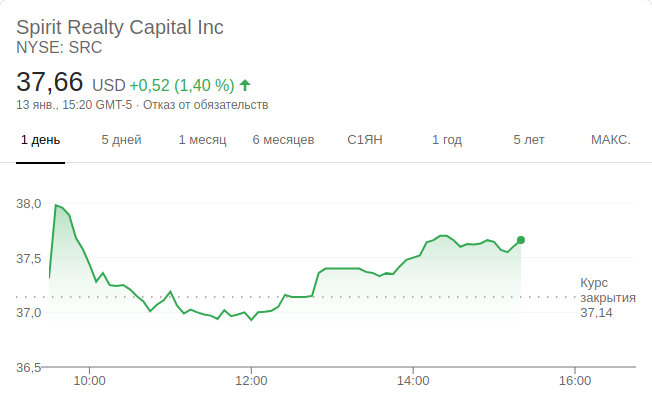 Spirit Realty Capital Inc
NYSE: SRC
37,66 USD +0,52 (1,40 %)
13 янв., 15:20 GMT-5 · Отказ от обязательств
1 день 5 дней 1 месяц 6 месяцев С1ЯН 1 год 5 лет МАКС.
38,0
37,5
Курс
закрытия
37,14
37,0
36,5
10:00 12:00 14:00 16:00